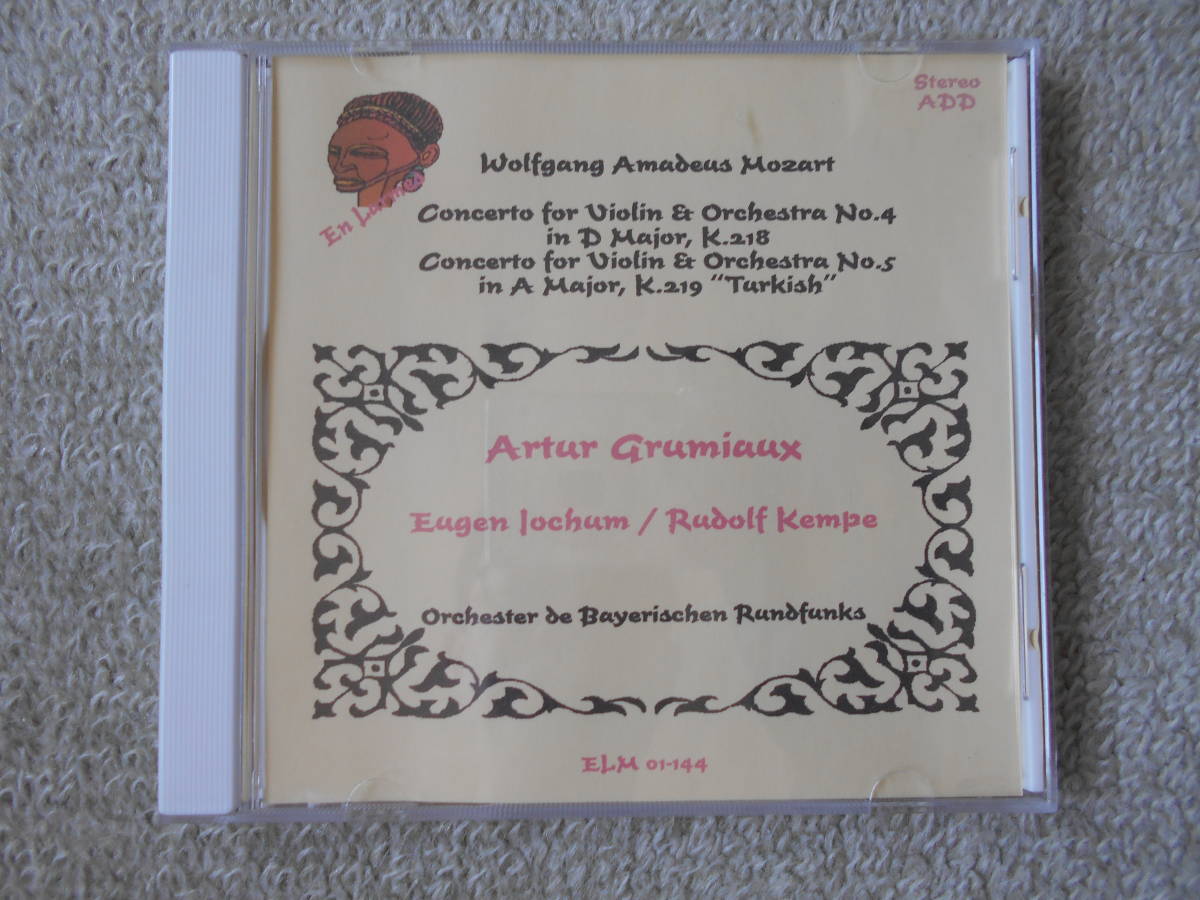 Stereo
ADD
En Larmes
Wolfgang Amadeus Mozart
Concerto for Violin & Orchestra No.4
in D Major, K.218
Concerto for Violin & Orchestra No.5
in A Major, K.219 "Turkish"
Artur Grumiaux
Eugen Jochum / Rudolf Kempe
Orchester de Bayerischen Rundfunks
ELM 01-144